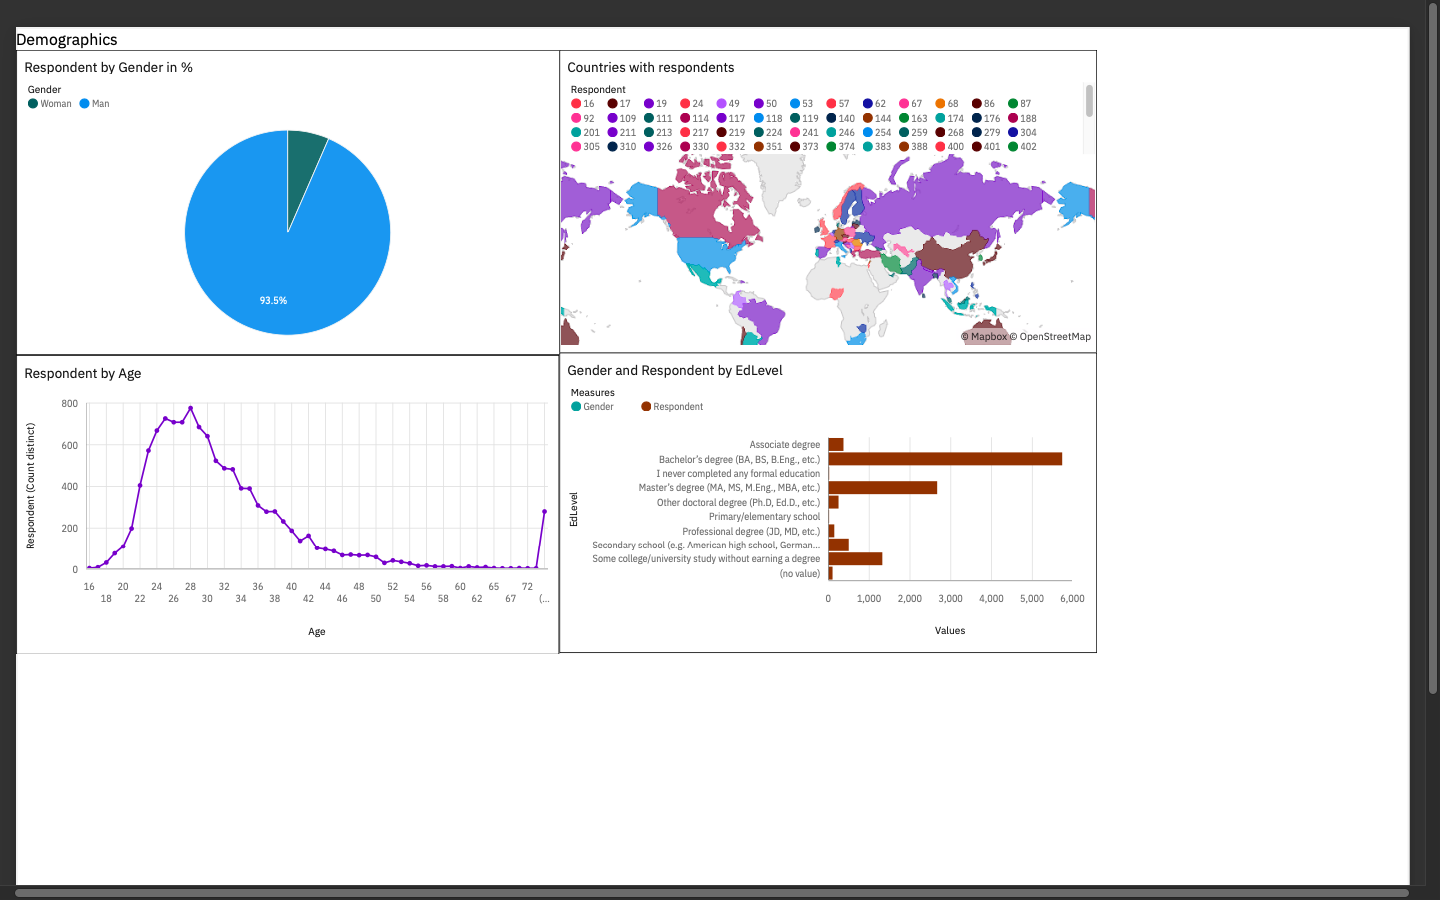 Demographics
Respondent by Gender in %
Gender
Woman Man
93.5%
Countries with respondents
Respondent
16 17 19 24 49 50 53 57 62 67 68 86 87
92 109 111 114 117 118 119 140 144 163 174 176 188
201 211 213 217 219 224 241 246 254 259 268 279 304
305 310 326 330 332 351 373 374 383 388 400 401 402
© Mapbox © OpenStreetMap
Respondent by Age
Respondent (Count distinct)
800
600
400
200
0
16 20 24 28 32 36 40 44 48 52 56 60 65 72
18 22 26 30 34 38 42 46 50 54 58 62 67 (...
Age
Gender and Respondent by EdLevel
Measures
Gender Respondent
EdLevel
Associate degree
Bachelor's degree (BA, BS, B.Eng., etc.)
I never completed any formal education
Master's degree (MA, MS, M.Eng., MBA, etc.)
Other doctoral degree (Ph.D, Ed.D., etc.)
Primary/elementary school
Professional degree (JD, MD, etc.)
Secondary school (e.g. American high school, German...
Some college/university study without earning a degree
(no value)
0 1,000 2,000 3,000 4,000 5,000 6,000
Values